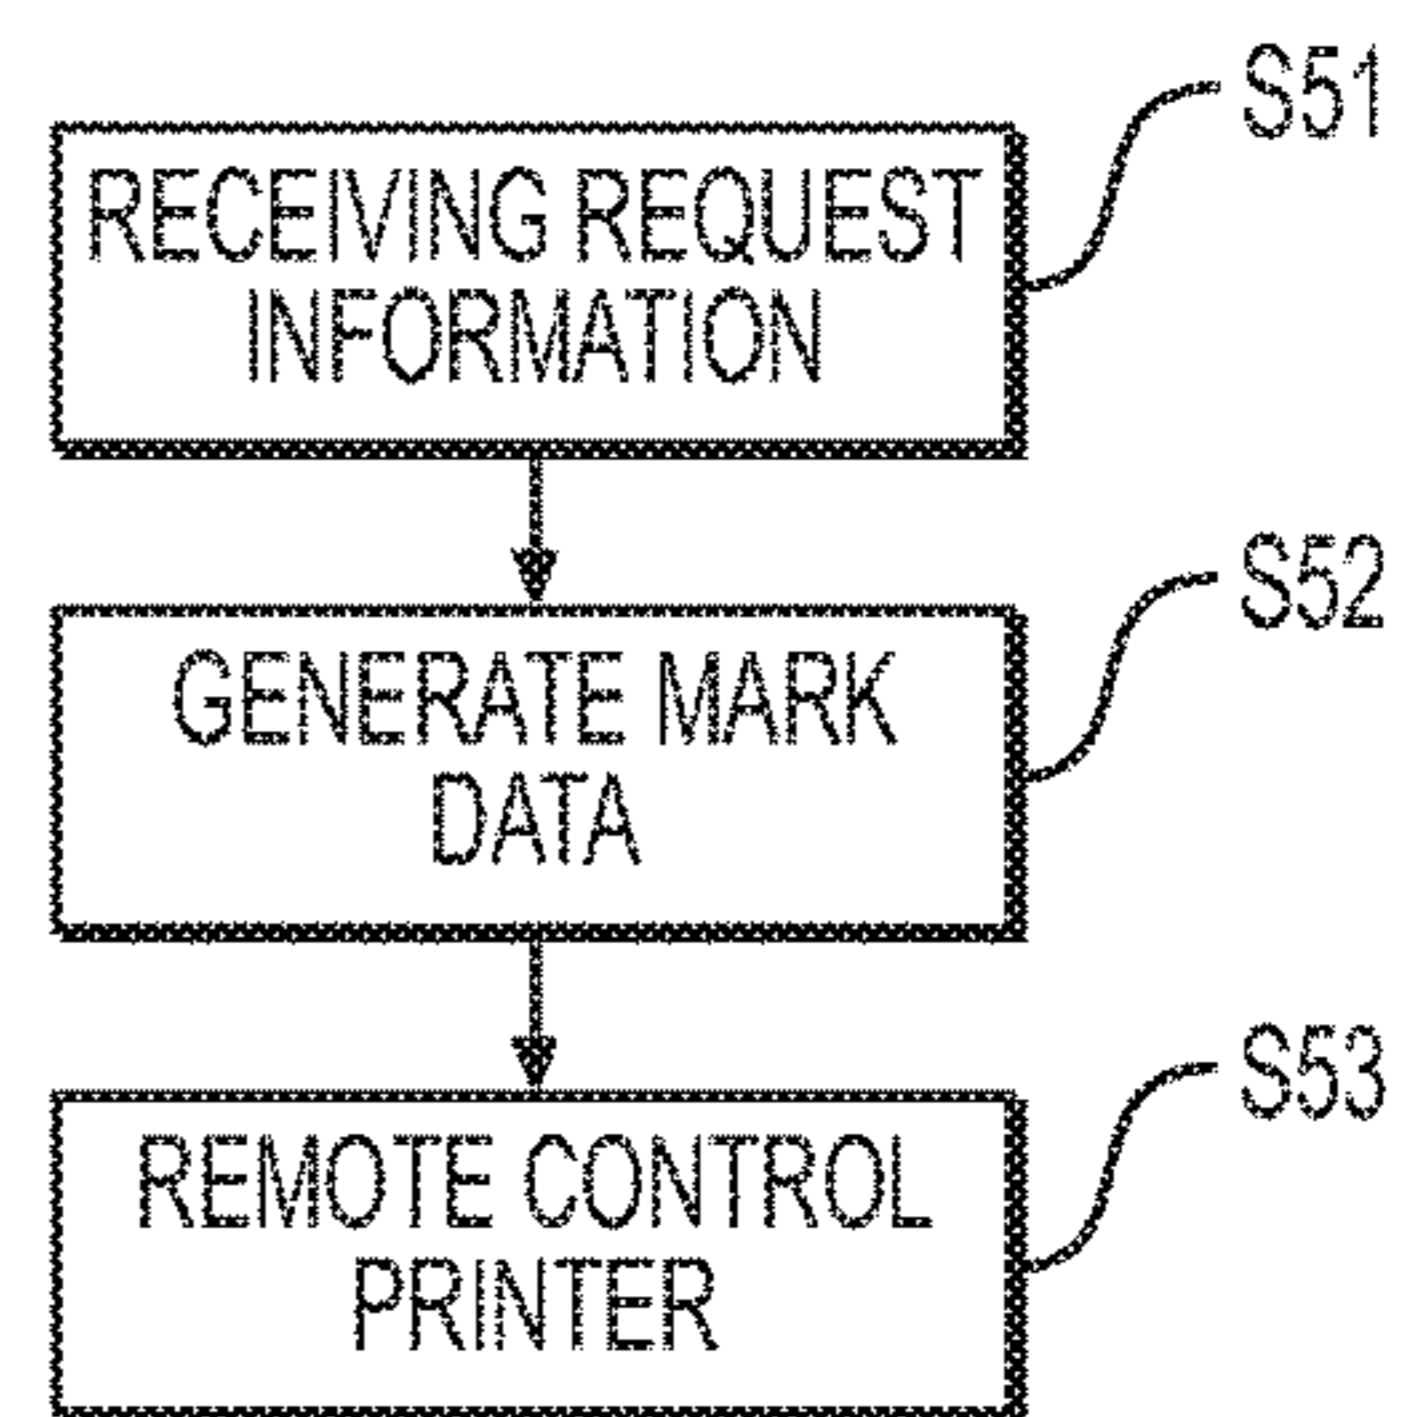 S51
RECEIVING REQUEST
INFORMATION
S52
GENERATE MARK
DATA
S53
REMOTE CONTROL
PRINTER